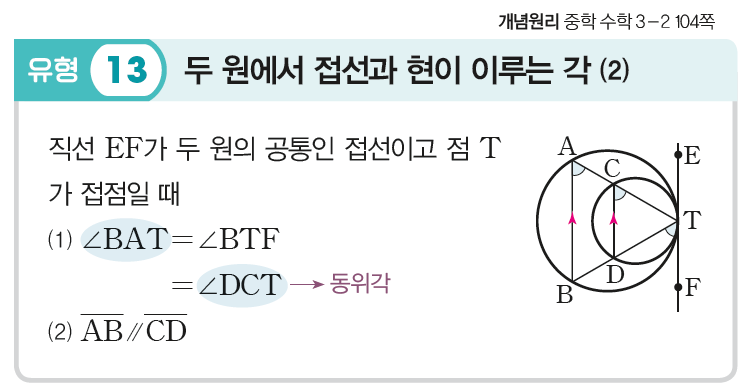 개념원리 중학 수학 3-2 104쪽
유형 13 두 원에서 접선과 현이 이루는 각 (2)
직선 EF가 두 원의 공통인 접선이고 점 T
가 접점일 때
(1) ∠BAT=∠BTF
=∠DCT → 동위각
(2) A̅B̅∥C̅D̅
A
C
E
T
D
B
F